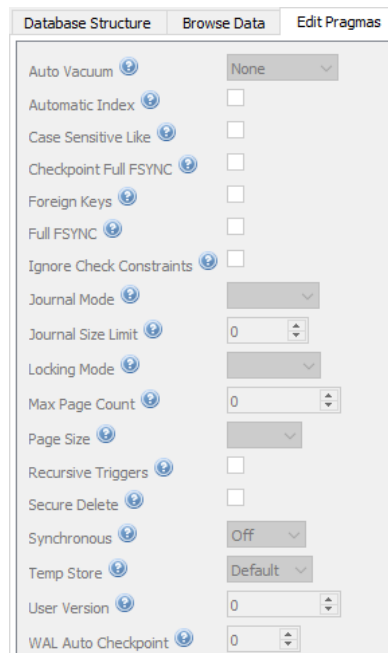 Database Structure Browse Data Edit Pragmas
Auto Vacuum None
Automatic Index
Case Sensitive Like
Checkpoint Full FSYNC
Foreign Keys
Full FSYNC
Ignore Check Constraints
Journal Mode
Journal Size Limit 0
Locking Mode
Max Page Count 0
Page Size
Recursive Triggers
Secure Delete
Synchronous Off
Temp Store Default
User Version 0
WAL Auto Checkpoint 0